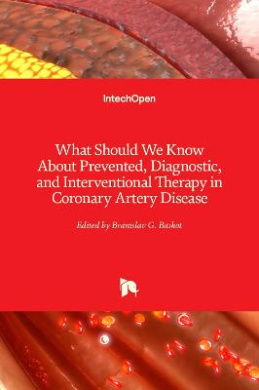 IntechOpen
What Should We Know
About Prevented, Diagnostic,
and Interventional Therapy in
Coronary Artery Disease
Edited by Branislav G. Baskot